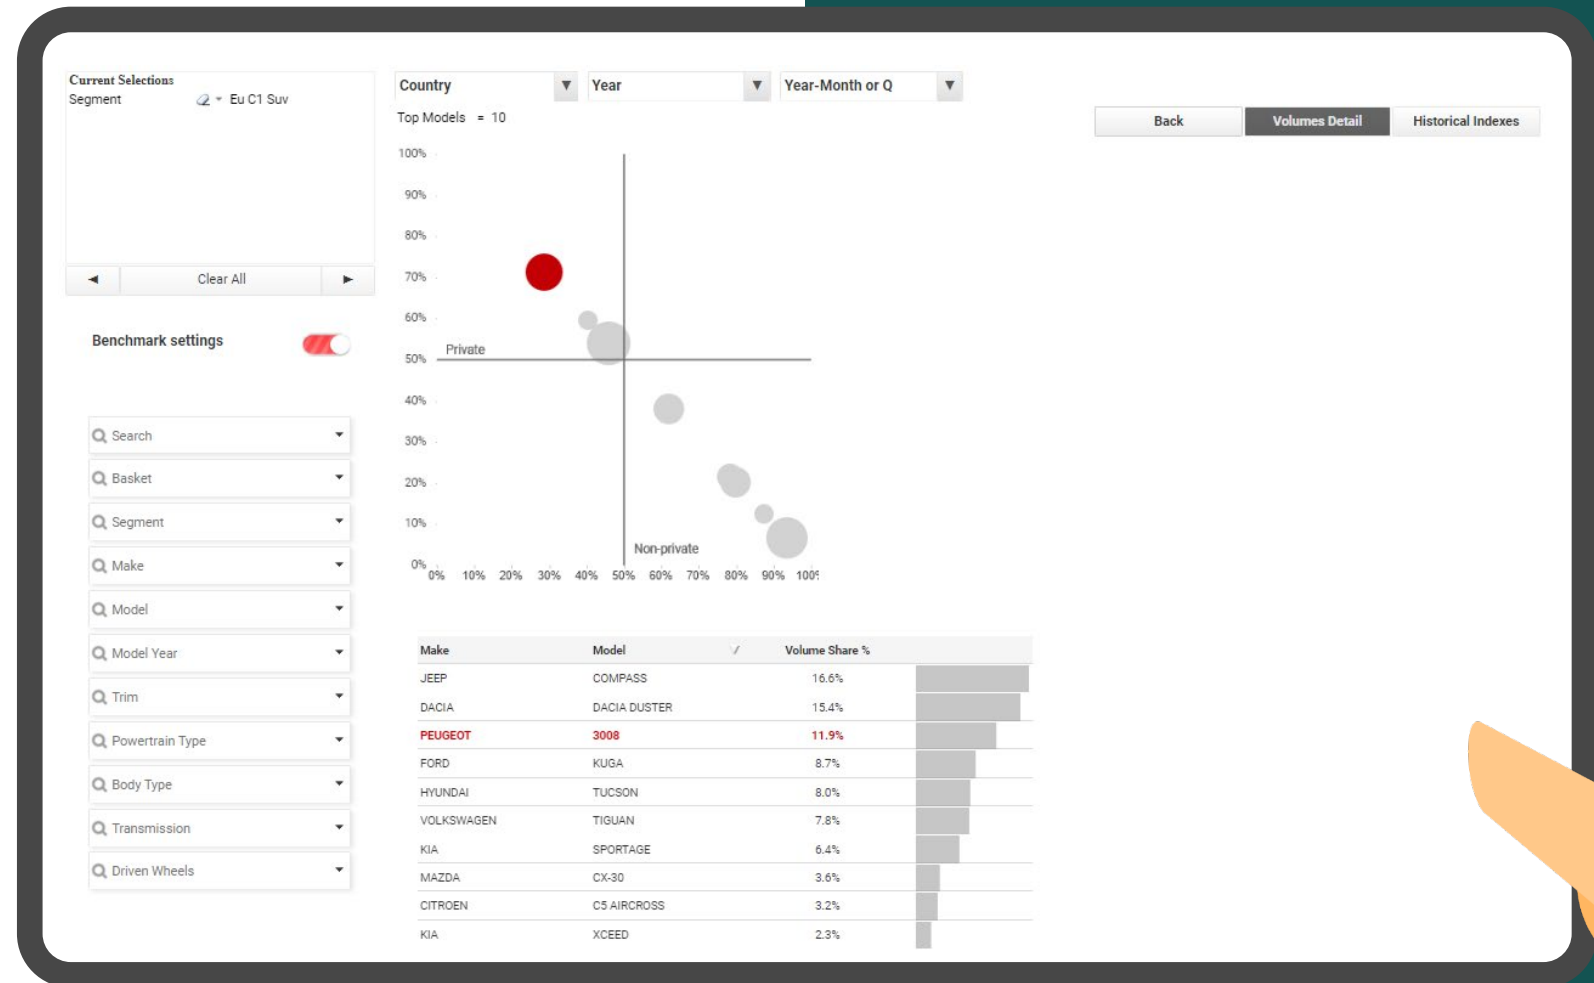 Current Selections
Segment Eu C1 Suv
Clear All
Benchmark settings
Search
Basket
Segment
Make
Model
Model Year
Trim
Powertrain Type
Body Type
Transmission
Driven Wheels
Country Year Year-Month or Q
Top Models = 10
Back Volumes Detail Historical Indexes
100%
90%
80%
70%
60%
Private
50%
40%
30%
20%
10%
Non-private
0%
0% 10% 20% 30% 40% 50% 60% 70% 80% 90% 100%
Make Model Volume Share %
JEEP COMPASS 16.6%
DACIA DACIA DUSTER 15.4%
PEUGEOT 3008 11.9%
FORD KUGA 8.7%
HYUNDAI TUCSON 8.0%
VOLKSWAGEN TIGUAN 7.8%
KIA SPORTAGE 6.4%
MAZDA CX-30 3.6%
CITROEN C5 AIRCROSS 3.2%
KIA XCEED 2.3%